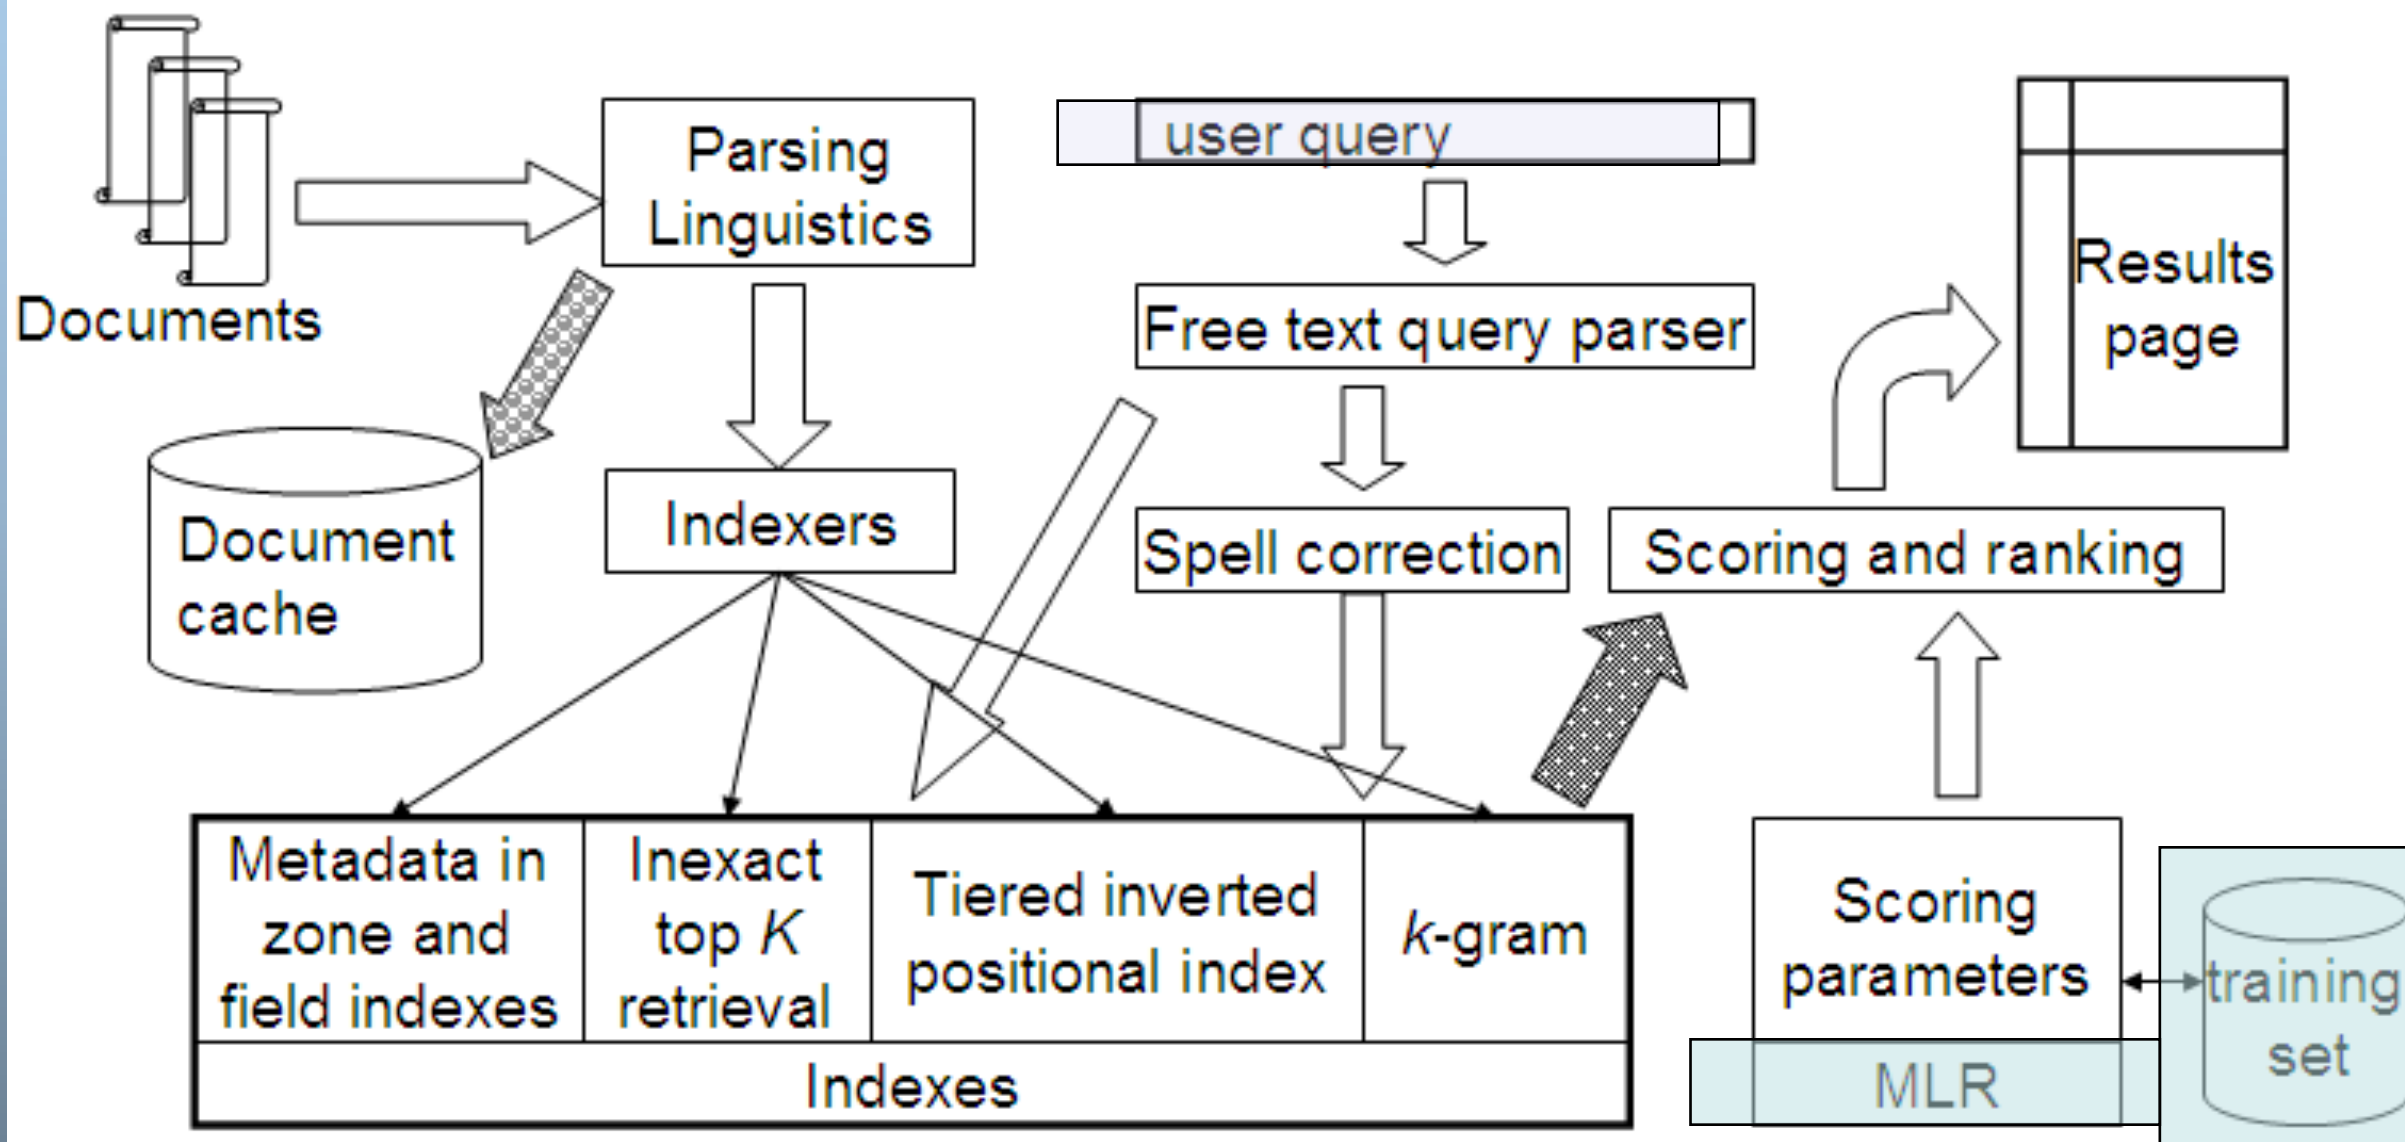 Documents
Parsing
Linguistics
user query
Results
page
Free text query parser
Document
cache
Indexers
Spell correction
Scoring and ranking
Metadata in
zone and
field indexes
Inexact
top K
retrieval
Tiered inverted
positional index
k-gram
Indexes
Scoring
parameters
MLR
training
set